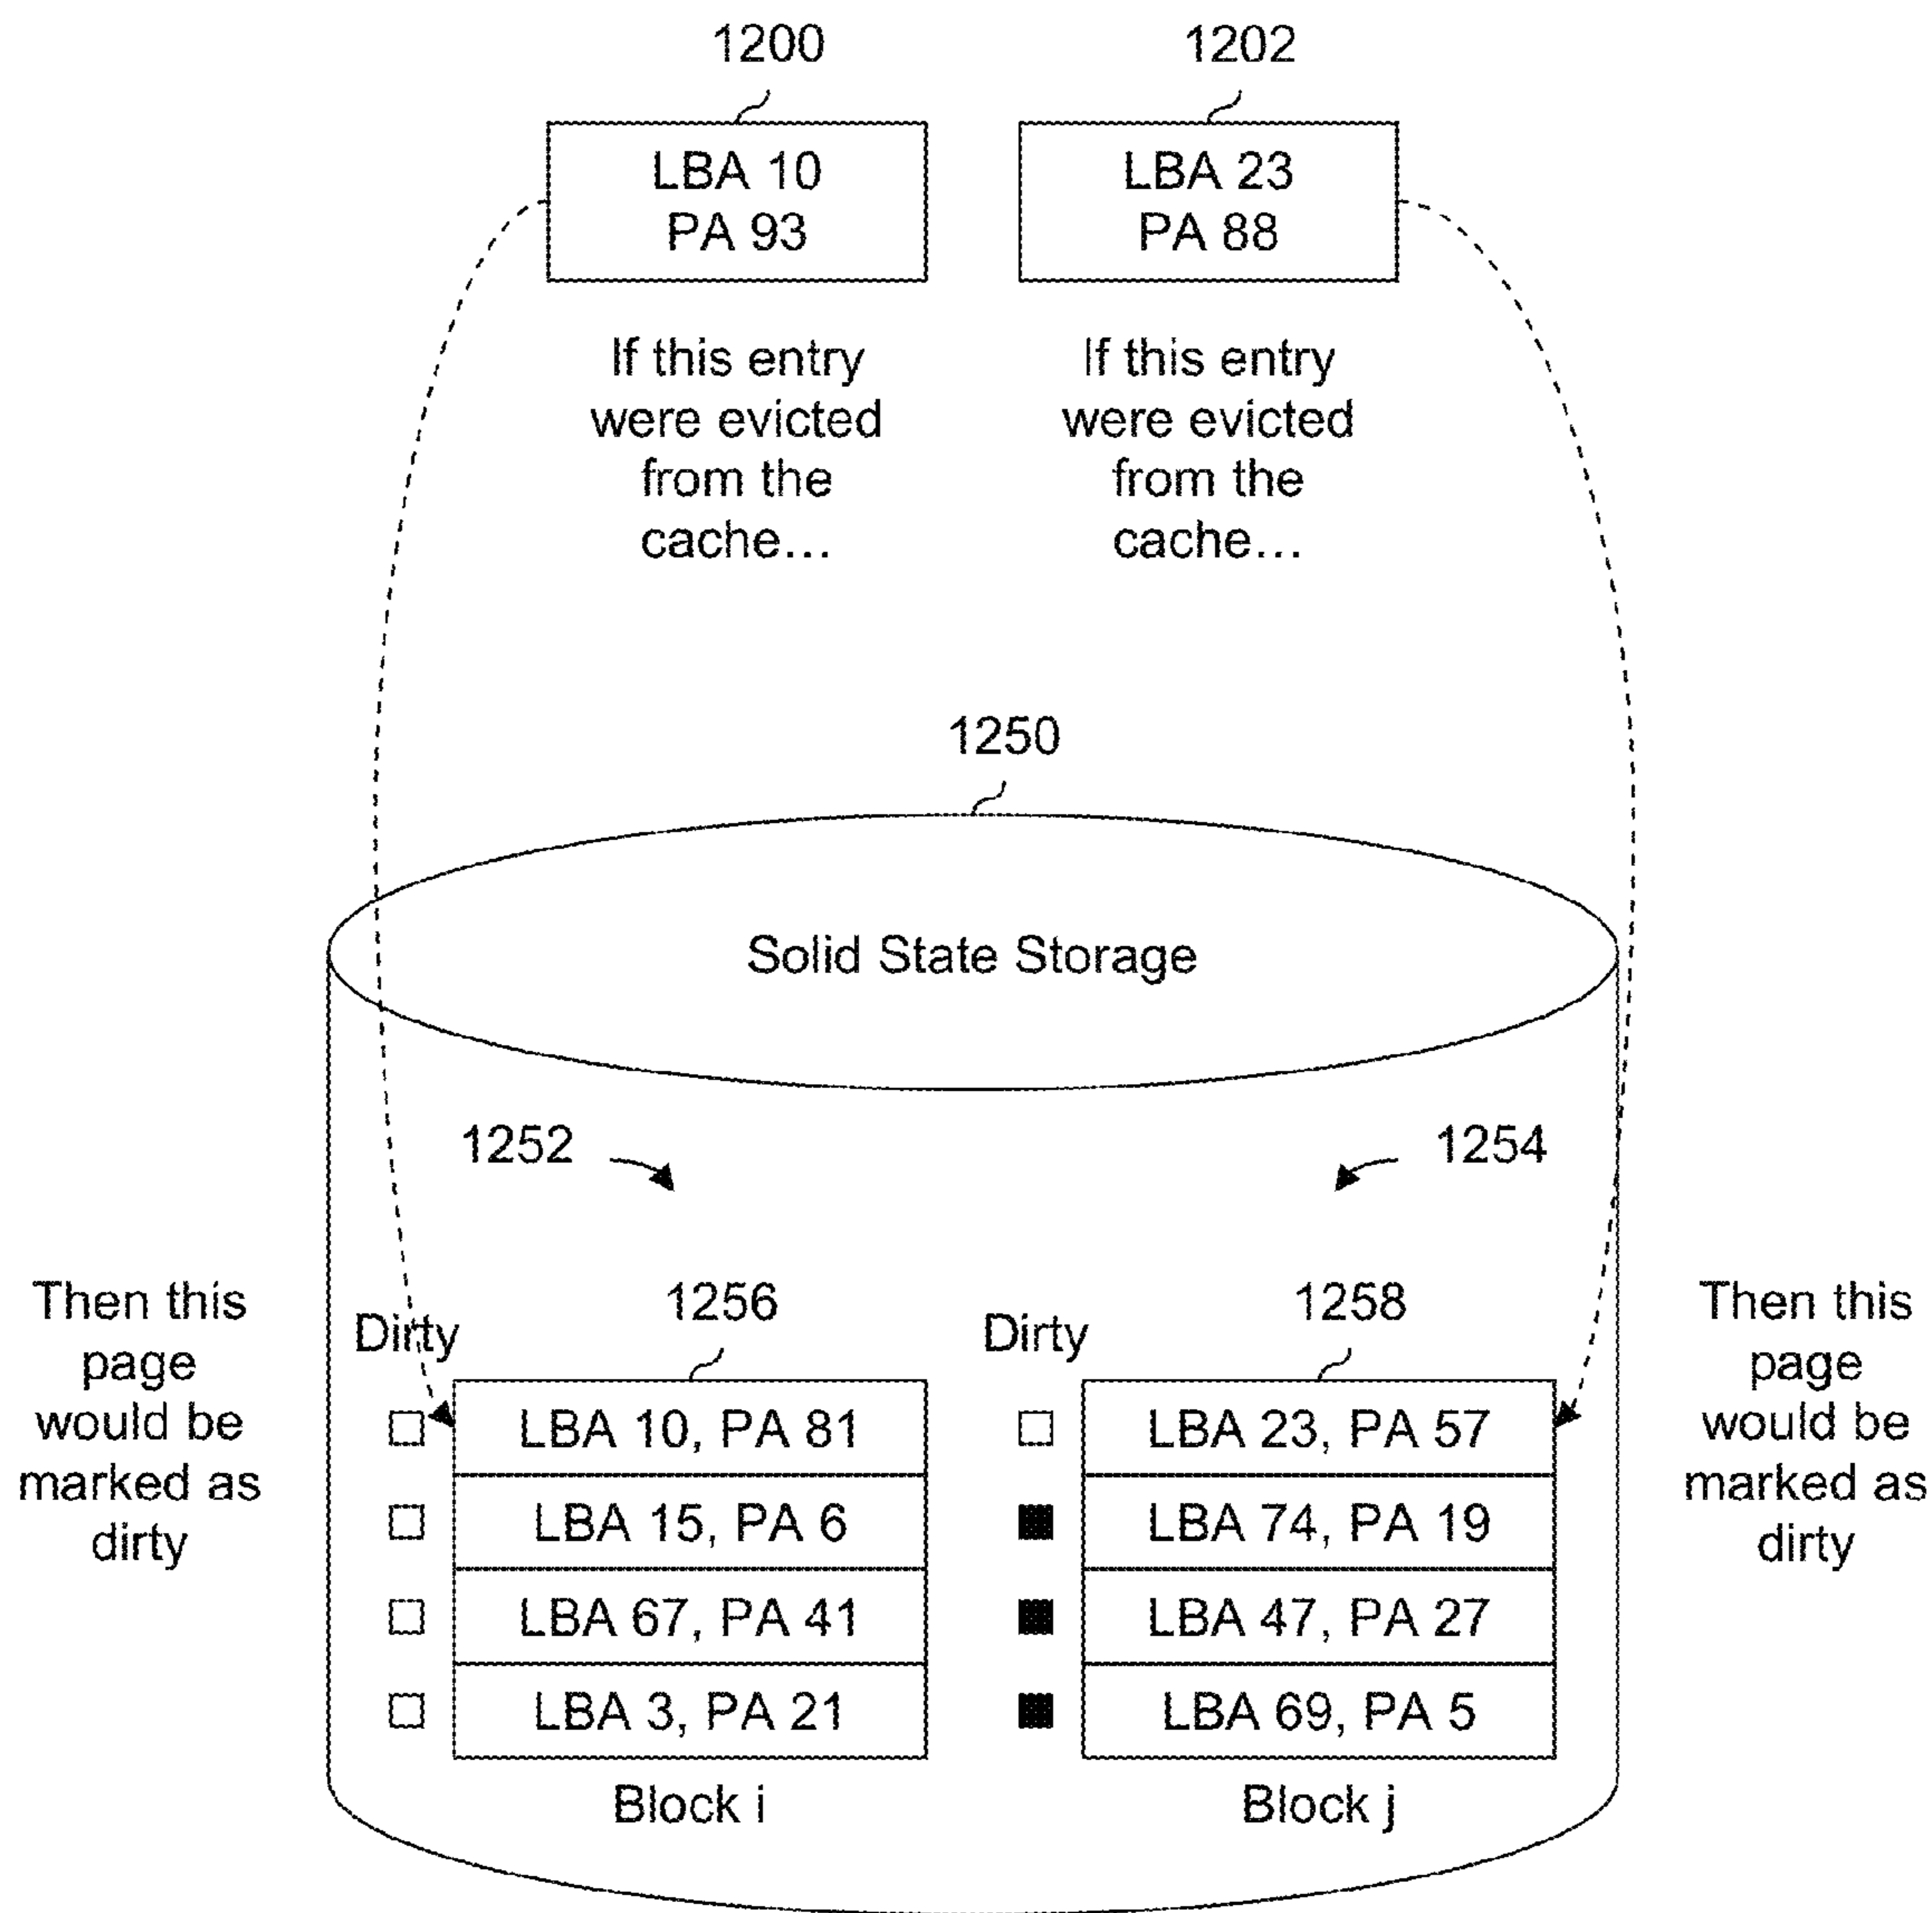 1200
1202
LBA 10
PA 93
LBA 23
PA 88
If this entry
were evicted
from the
cache...
If this entry
were evicted
from the
cache...
1250
Solid State Storage
1252
1254
Then this
page
would be
marked as
dirty
Dirty
1256
LBA 10, PA 81
LBA 15, PA 6
LBA 67, PA 41
LBA 3, PA 21
Block i
Dirty
1258
LBA 23, PA 57
LBA 74, PA 19
LBA 47, PA 27
LBA 69, PA 5
Block j
Then this
page
would be
marked as
dirty